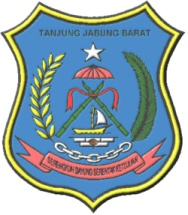 TANJUNG JABUNG BARAT
SERENGKUH DAYUNG SERENTAK KETUJUAN